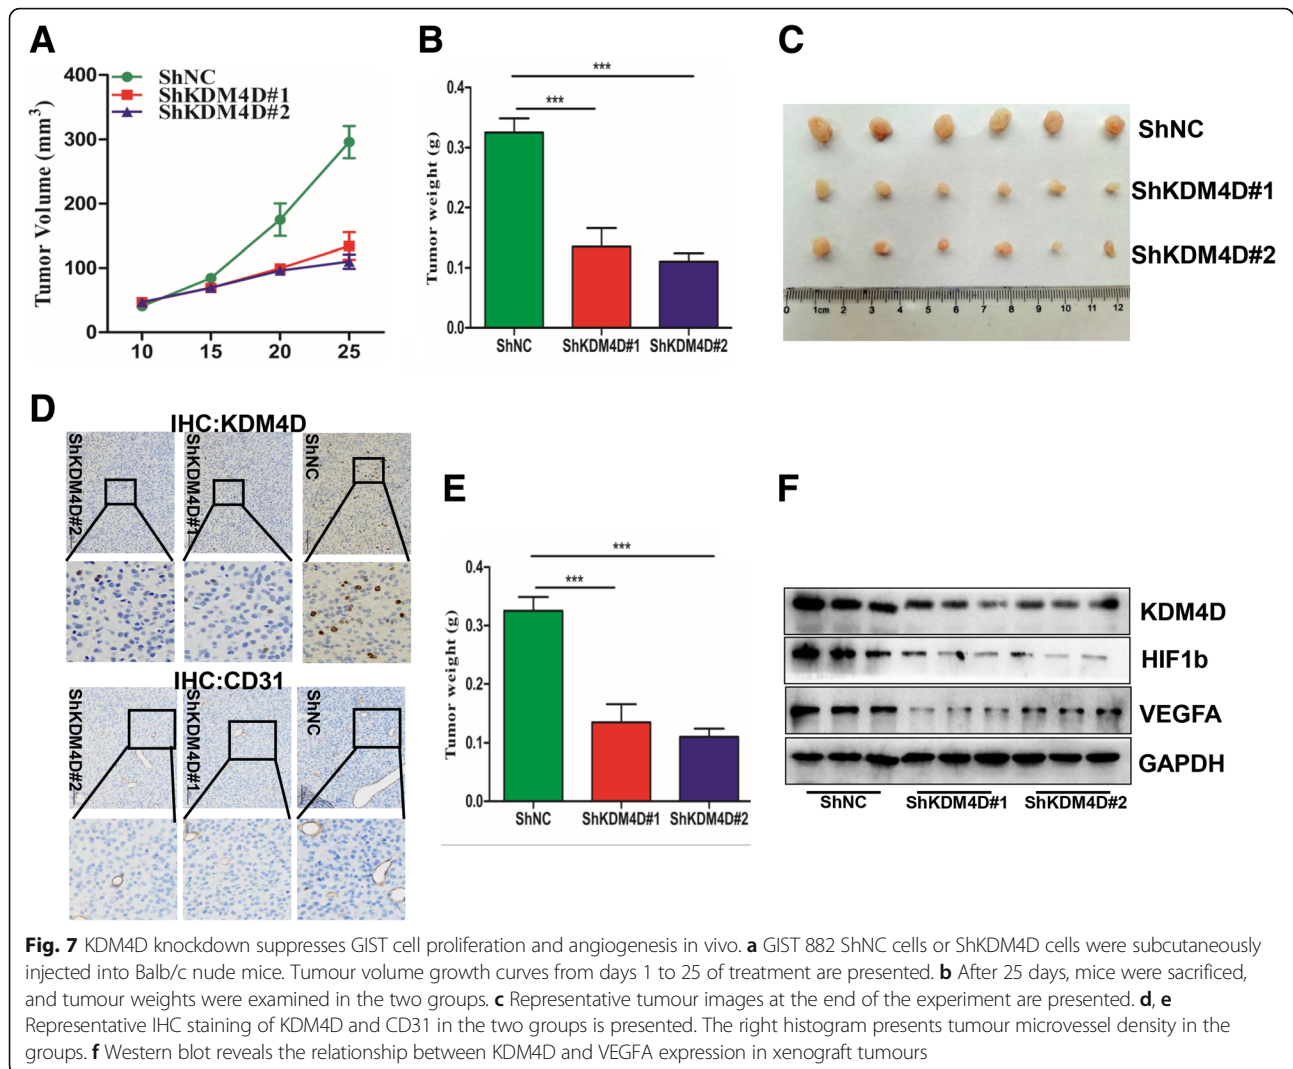 A
400
300
200
100
0
Tumor Volume (mm³)
ShNC
ShKDM4D#1
ShKDM4D#2
10 15 20 25
B
0.4
0.3
0.2
0.1
0.0
Tumor weight (g)
***
***
ShNC ShKDM4D#1 ShKDM4D#2
C
ShNC
ShKDM4D#1
ShKDM4D#2
0 1cm 2 3 4 5 6 7 8 9 10 11 12
D
IHC:KDM4D
ShKDM4D#2
ShKDM4D#1
ShNC
IHC:CD31
ShKDM4D#2
ShKDM4D#1
ShNC
E
0.4
0.3
0.2
0.1
0.0
Tumor weight (g)
***
***
ShNC ShKDM4D#1 ShKDM4D#2
F
KDM4D
HIF1b
VEGFA
GAPDH
ShNC ShKDM4D#1 ShKDM4D#2
Fig. 7 KDM4D knockdown suppresses GIST cell proliferation and angiogenesis in vivo. a GIST 882 ShNC cells or ShKDM4D cells were subcutaneously
injected into Balb/c nude mice. Tumour volume growth curves from days 1 to 25 of treatment are presented. b After 25 days, mice were sacrificed,
and tumour weights were examined in the two groups. c Representative tumour images at the end of the experiment are presented. d, e
Representative IHC staining of KDM4D and CD31 in the two groups is presented. The right histogram presents tumour microvessel density in the
groups. f Western blot reveals the relationship between KDM4D and VEGFA expression in xenograft tumours